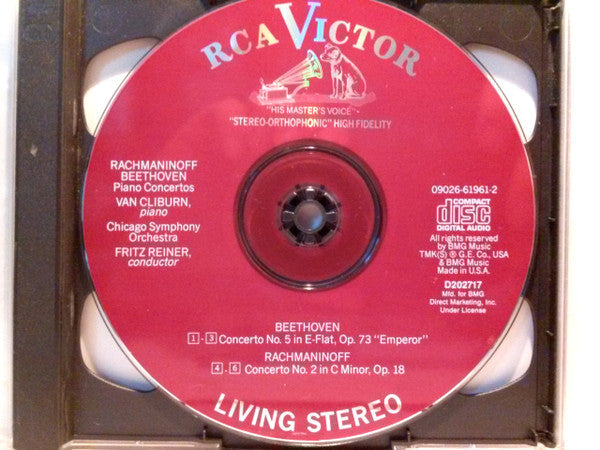 RCA VICTOR
"HIS MASTER'S VOICE"
"STEREO-ORTHOPHONIC" HIGH FIDELITY
RACHMANINOFF
BEETHOVEN
Piano Concertos
VAN CLIBURN,
piano
Chicago Symphony
Orchestra
FRITZ REINER,
conductor
09026-61961-2
COMPACT
disc
DIGITAL AUDIO
All rights reserved
by BMG Music
TMK(S) ® G.E. Co., USA
& BMG Music
Made in U.S.A.
D202717
Mfd. for BMG
Direct Marketing, Inc.
Under License
BEETHOVEN
1 - 3 Concerto No. 5 in E-Flat, Op. 73 "Emperor"
RACHMANINOFF
4 - 6 Concerto No. 2 in C Minor, Op. 18
LIVING STEREO